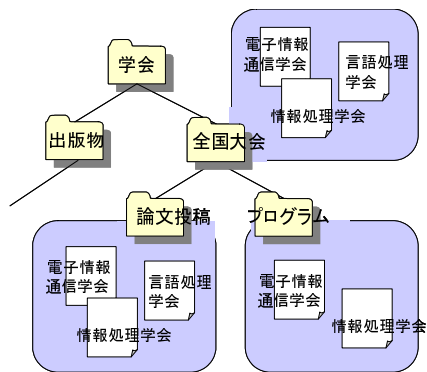 学会
電子情報
通信学会
言語処理
学会
情報処理学会
出版物
全国大会
論文投稿
プログラム
電子情報
通信学会
言語処理
学会
情報処理学会
電子情報
通信学会
情報処理学会